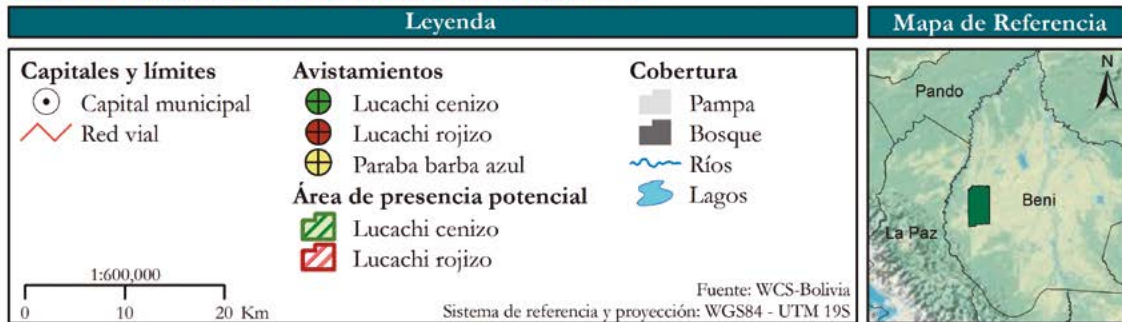 Leyenda
Mapa de Referencia
Capitales y límites
Capital municipal
Red vial
1:600,000
0 10 20 Km
Avistamientos
Lucachi cenizo
Lucachi rojizo
Paraba barba azul
Área de presencia potencial
Lucachi cenizo
Lucachi rojizo
Cobertura
Pampa
Bosque
Ríos
Lagos
Fuente: WCS-Bolivia
Sistema de referencia y proyección: WGS84 - UTM 19S
N
Pando
Beni
La Paz